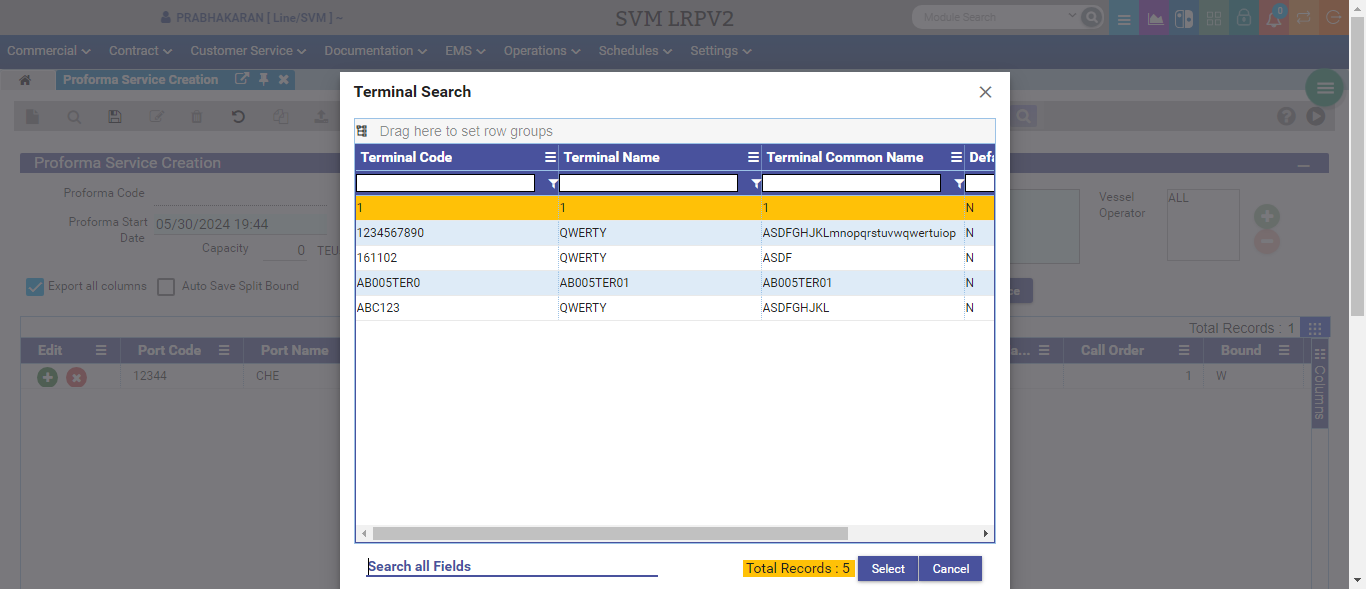 PRABHAKARAN [ Line/SVM ] ~
SVM LRPV2
Module Search
0
Commercial
Contract
Customer Service
Documentation
EMS
Operations
Schedules
Settings
Proforma Service Creation
Terminal Search
Drag here to set row groups
Terminal Code
Terminal Name
Terminal Common Name
Defa
1 1 1 N
1234567890 QWERTY ASDFGHJKLmnopqrstuvwqwertuiop N
161102 QWERTY ASDF N
AB005TER0 AB005TER01 AB005TER01 N
ABC123 QWERTY ASDFGHJKL N
Search all Fields
Total Records : 5
Select
Cancel
Proforma Service Creation
Proforma Code
Proforma Start Date
05/30/2024 19:44
Capacity
0 TEU
Vessel Operator
ALL
Export all columns
Auto Save Split Bound
ce
Total Records : 1
Edit
Port Code
Port Name
a...
Call Order
Bound
12344 CHE 1 W
Columns